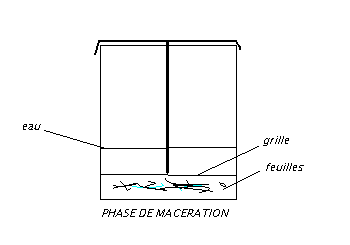 eau
grille
feuilles
PHASE DE MACERATION